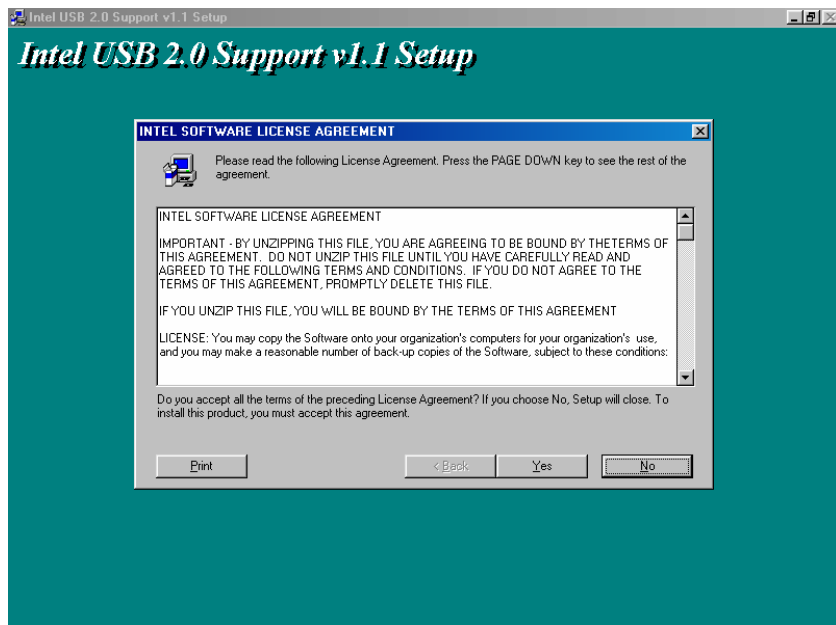 Intel USB 2.0 Support v1.1 Setup
Intel USB 2.0 Support v1.1 Setup
INTEL SOFTWARE LICENSE AGREEMENT
Please read the following License Agreement. Press the PAGE DOWN key to see the rest of the
agreement.
INTEL SOFTWARE LICENSE AGREEMENT
IMPORTANT - BY UNZIPPING THIS FILE, YOU ARE AGREEING TO BE BOUND BY THETERMS OF
THIS AGREEMENT. DO NOT UNZIP THIS FILE UNTIL YOU HAVE CAREFULLY READ AND
AGREED TO THE FOLLOWING TERMS AND CONDITIONS. IF YOU DO NOT AGREE TO THE
TERMS OF THIS AGREEMENT, PROMPTLY DELETE THIS FILE.
IF YOU UNZIP THIS FILE, YOU WILL BE BOUND BY THE TERMS OF THIS AGREEMENT
LICENSE: You may copy the Software onto your organization's computers for your organization's use,
and you may make a reasonable number of back-up copies of the Software, subject to these conditions:
Do you accept all the terms of the preceding License Agreement? If you choose No, Setup will close. To
install this product, you must accept this agreement.
Print
< Back
Yes
No